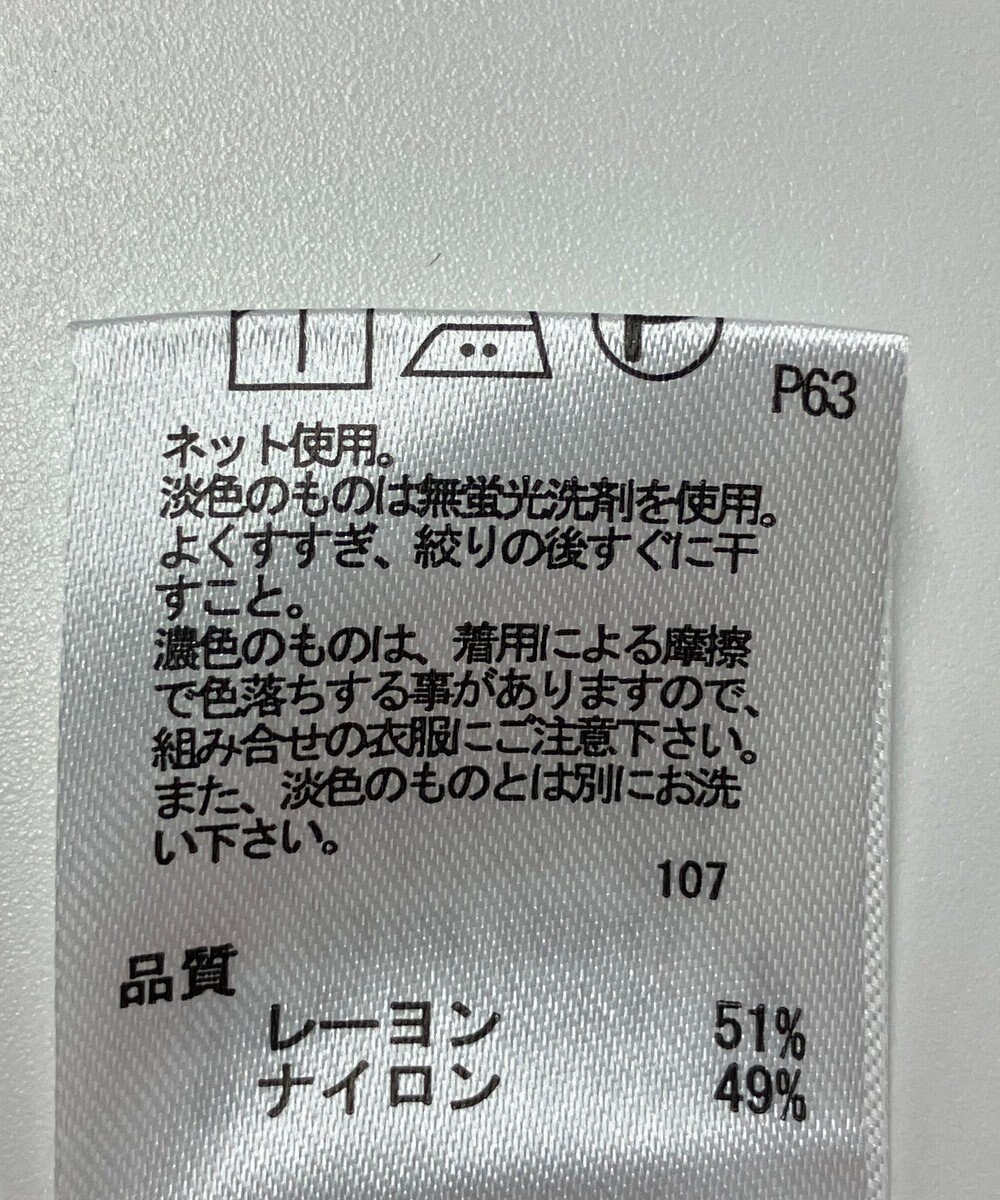 P
P63
ネット使用。
淡色のものは無蛍光洗剤を使用。
よくすすぎ、絞りの後すぐに干
すこと。
濃色のものは、着用による摩擦
で色落ちする事がありますので、
組み合せの衣服にご注意下さい。
また、淡色のものとは別にお洗
い下さい。
107
品質
レーヨン 51%
ナイロン 49%